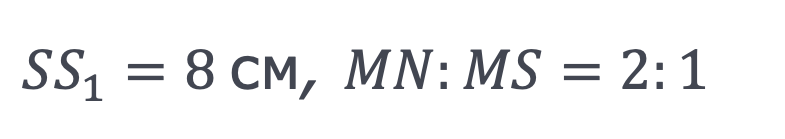 SS₁ = 8 см, MN: MS = 2: 1